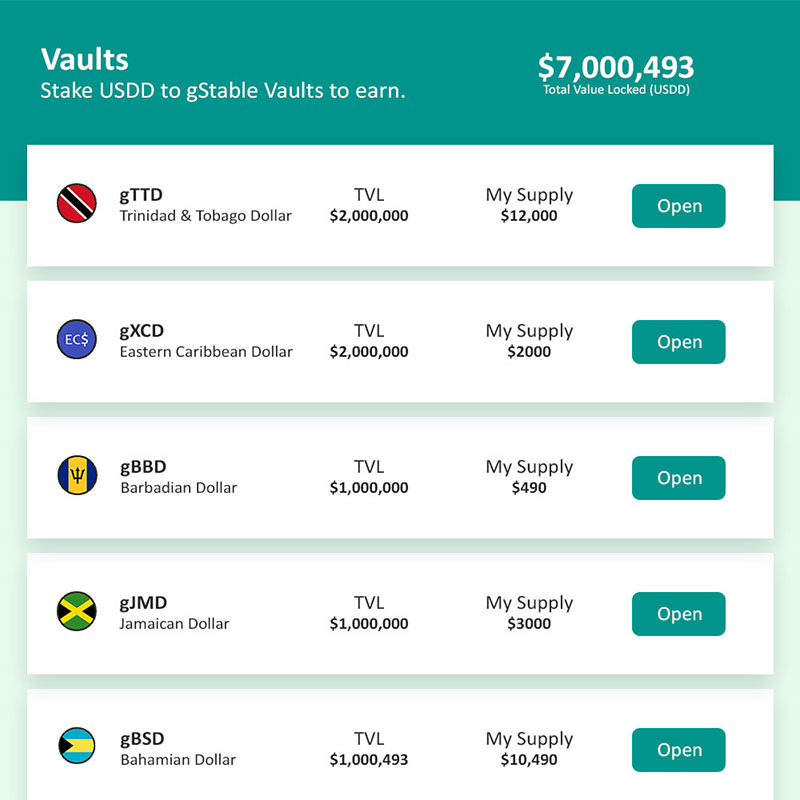 Vaults
Stake USDD to gStable Vaults to earn.
$7,000,493
Total Value Locked (USDD)
gTTD
Trinidad & Tobago Dollar
TVL
$2,000,000
My Supply
$12,000
Open
EC$
gXCD
Eastern Caribbean Dollar
TVL
$2,000,000
My Supply
$2000
Open
gBBD
Barbadian Dollar
TVL
$1,000,000
My Supply
$490
Open
gJMD
Jamaican Dollar
TVL
$1,000,000
My Supply
$3000
Open
gBSD
Bahamian Dollar
TVL
$1,000,493
My Supply
$10,490
Open